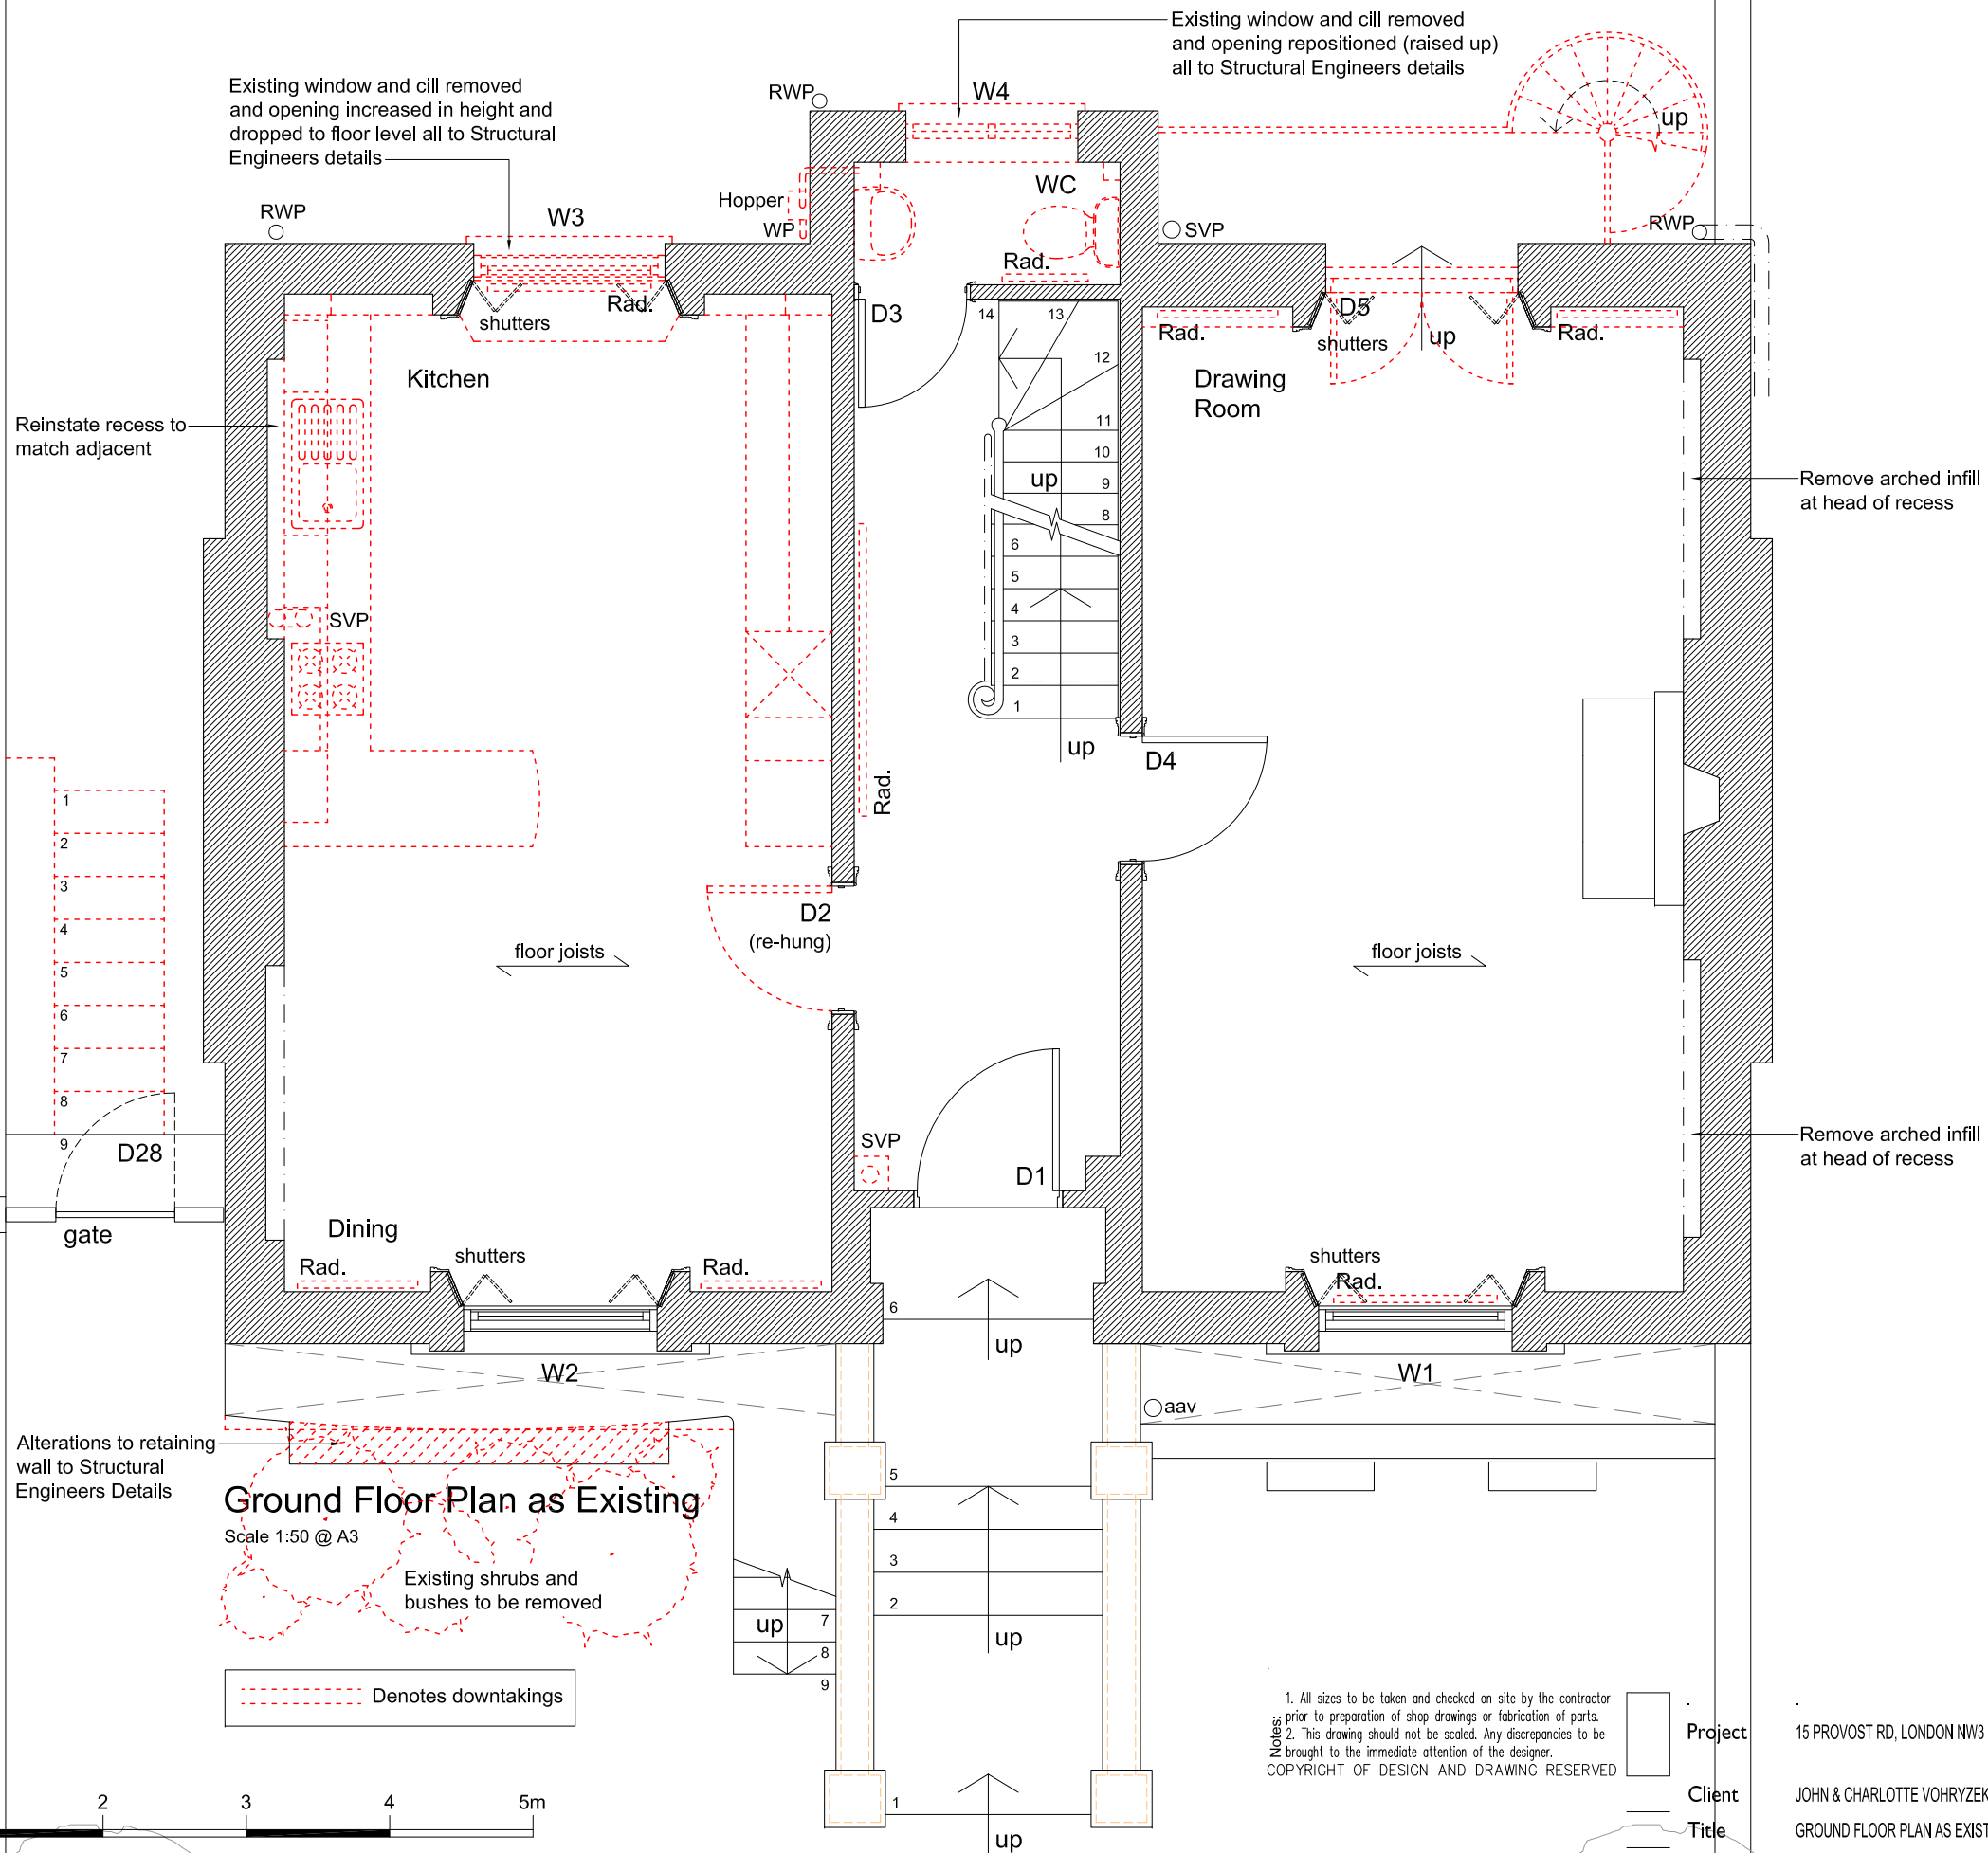 Existing window and cill removed
and opening repositioned (raised up)
all to Structural Engineers details
Existing window and cill removed
and opening increased in height and
dropped to floor level all to Structural
Engineers details
RWP
W4
up
RWP
W3
Hopper
WP
WC
SVP
RWP
Rad.
Rad.
shutters
D3
14
13
12
11
10
9
8
6
5
4
3
2
1
up
up
Rad.
D5
shutters
up
Rad.
Kitchen
Drawing
Room
Reinstate recess to
match adjacent
Remove arched infill
at head of recess
SVP
Rad.
D4
D2
(re-hung)
floor joists
floor joists
1
2
3
4
5
6
7
8
9
D28
gate
SVP
D1
Remove arched infill
at head of recess
Dining
Rad.
shutters
Rad.
shutters
Rad.
6
up
W2
W1
aav
Alterations to retaining
wall to Structural
Engineers Details
Ground Floor Plan as Existing
Scale 1:50 @ A3
Existing shrubs and
bushes to be removed
5
4
3
2
up
up
7
8
9
Denotes downtakings
1
up
2
3
4
5m
Notes:
1. All sizes to be taken and checked on site by the contractor
prior to preparation of shop drawings or fabrication of parts.
2. This drawing should not be scaled. Any discrepancies to be
brought to the immediate attention of the designer.
COPYRIGHT OF DESIGN AND DRAWING RESERVED
Project
15 PROVOST RD, LONDON NW3
Client
JOHN & CHARLOTTE VOHRYZEK
Title
GROUND FLOOR PLAN AS EXIST